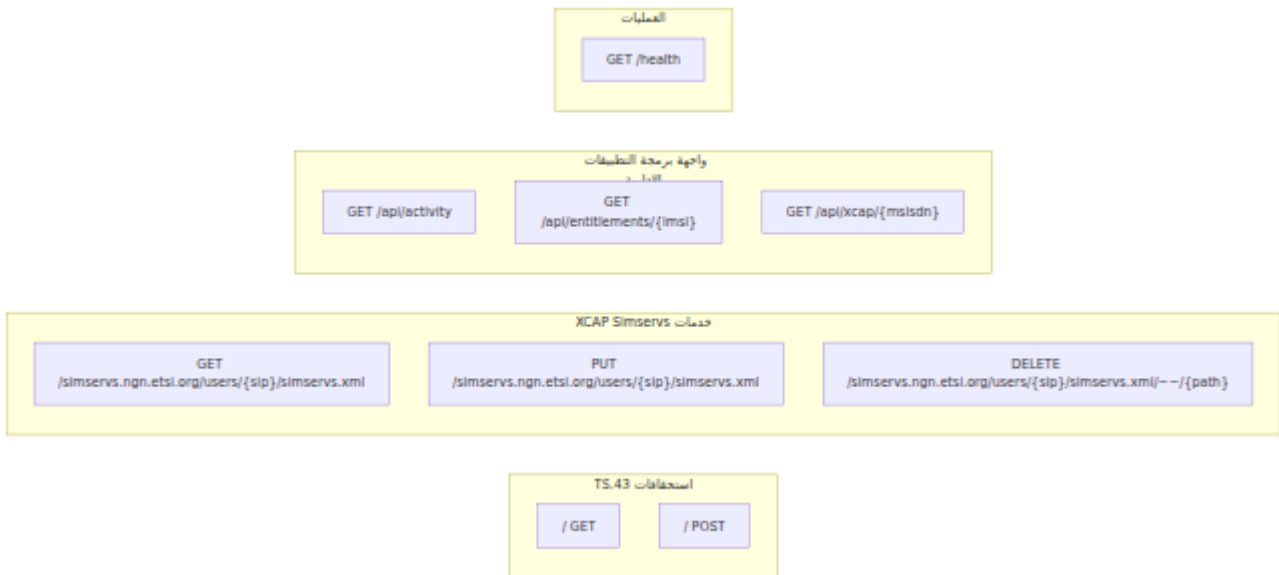 العمليات
GET /health
واجهة برمجة التطبيقات
GET /api/activity
GET
/api/entitlements/{imsi}
GET /api/xcap/{msisdn}
خدمات XCAP Simservs
GET
/simservs.ngn.etsi.org/users/{sip}/simservs.xml
PUT
/simservs.ngn.etsi.org/users/{sip}/simservs.xml
DELETE
/simservs.ngn.etsi.org/users/{sip}/simservs.xml/~~/{path}
استحقاقات TS.43
/ GET
/ POST